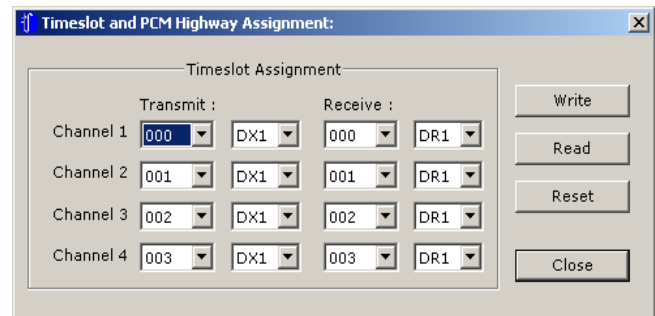 Timeslot and PCM Highway Assignment:
Timeslot Assignment
Transmit : Receive :
Channel 1 000 DX1 000 DR1
Channel 2 001 DX1 001 DR1
Channel 3 002 DX1 002 DR1
Channel 4 003 DX1 003 DR1
Write
Read
Reset
Close